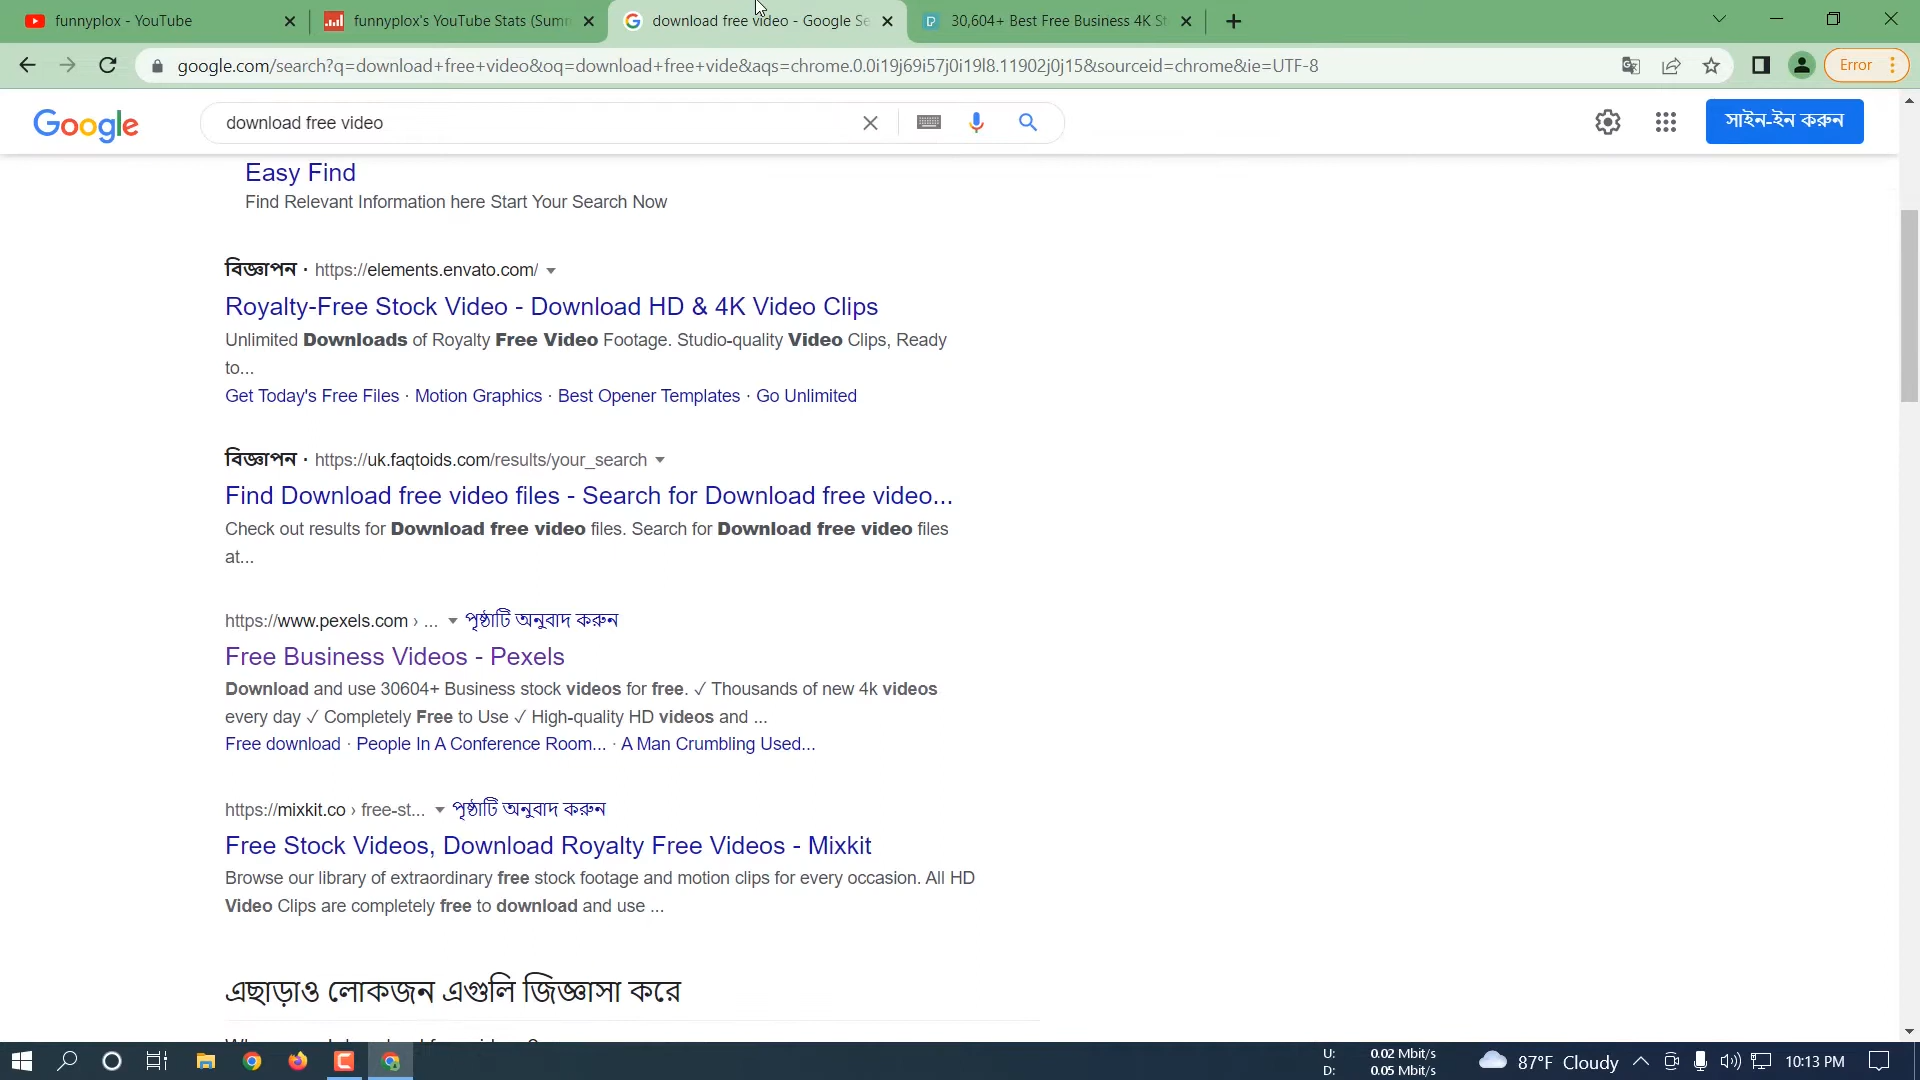 funnyplox - YouTube
funnyplox's YouTube Stats (Summ
download free video - Google Se
30,604+ Best Free Business 4K St
google.com/search?q=download+free+video&oq=download+free+vide&aqs=chrome.0.0i19j69i57j0i19l8.11902j0j15&sourceid=chrome&ie=UTF-8
Error
Google
download free video
সাইন-ইন করুন
Easy Find
Find Relevant Information here Start Your Search Now
বিজ্ঞাপন · https://elements.envato.com/
Royalty-Free Stock Video - Download HD & 4K Video Clips
Unlimited Downloads of Royalty Free Video Footage. Studio-quality Video Clips, Ready
to...
Get Today's Free Files · Motion Graphics · Best Opener Templates · Go Unlimited
বিজ্ঞাপন · https://uk.faqtoids.com/results/your_search
Find Download free video files - Search for Download free video...
Check out results for Download free video files. Search for Download free video files
at...
https://www.pexels.com › ... পৃষ্ঠাটি অনুবাদ করুন
Free Business Videos - Pexels
Download and use 30604+ Business stock videos for free. ✓ Thousands of new 4k videos
every day ✓ Completely Free to Use ✓ High-quality HD videos and ...
Free download · People In A Conference Room... · A Man Crumbling Used...
https://mixkit.co › free-st... পৃষ্ঠাটি অনুবাদ করুন
Free Stock Videos, Download Royalty Free Videos - Mixkit
Browse our library of extraordinary free stock footage and motion clips for every occasion. All HD
Video Clips are completely free to download and use ...
এছাড়াও লোকজন এগুলি জিজ্ঞাসা করে
U: 0.02 Mbit/s
D: 0.05 Mbit/s
87°F Cloudy
10:13 PM